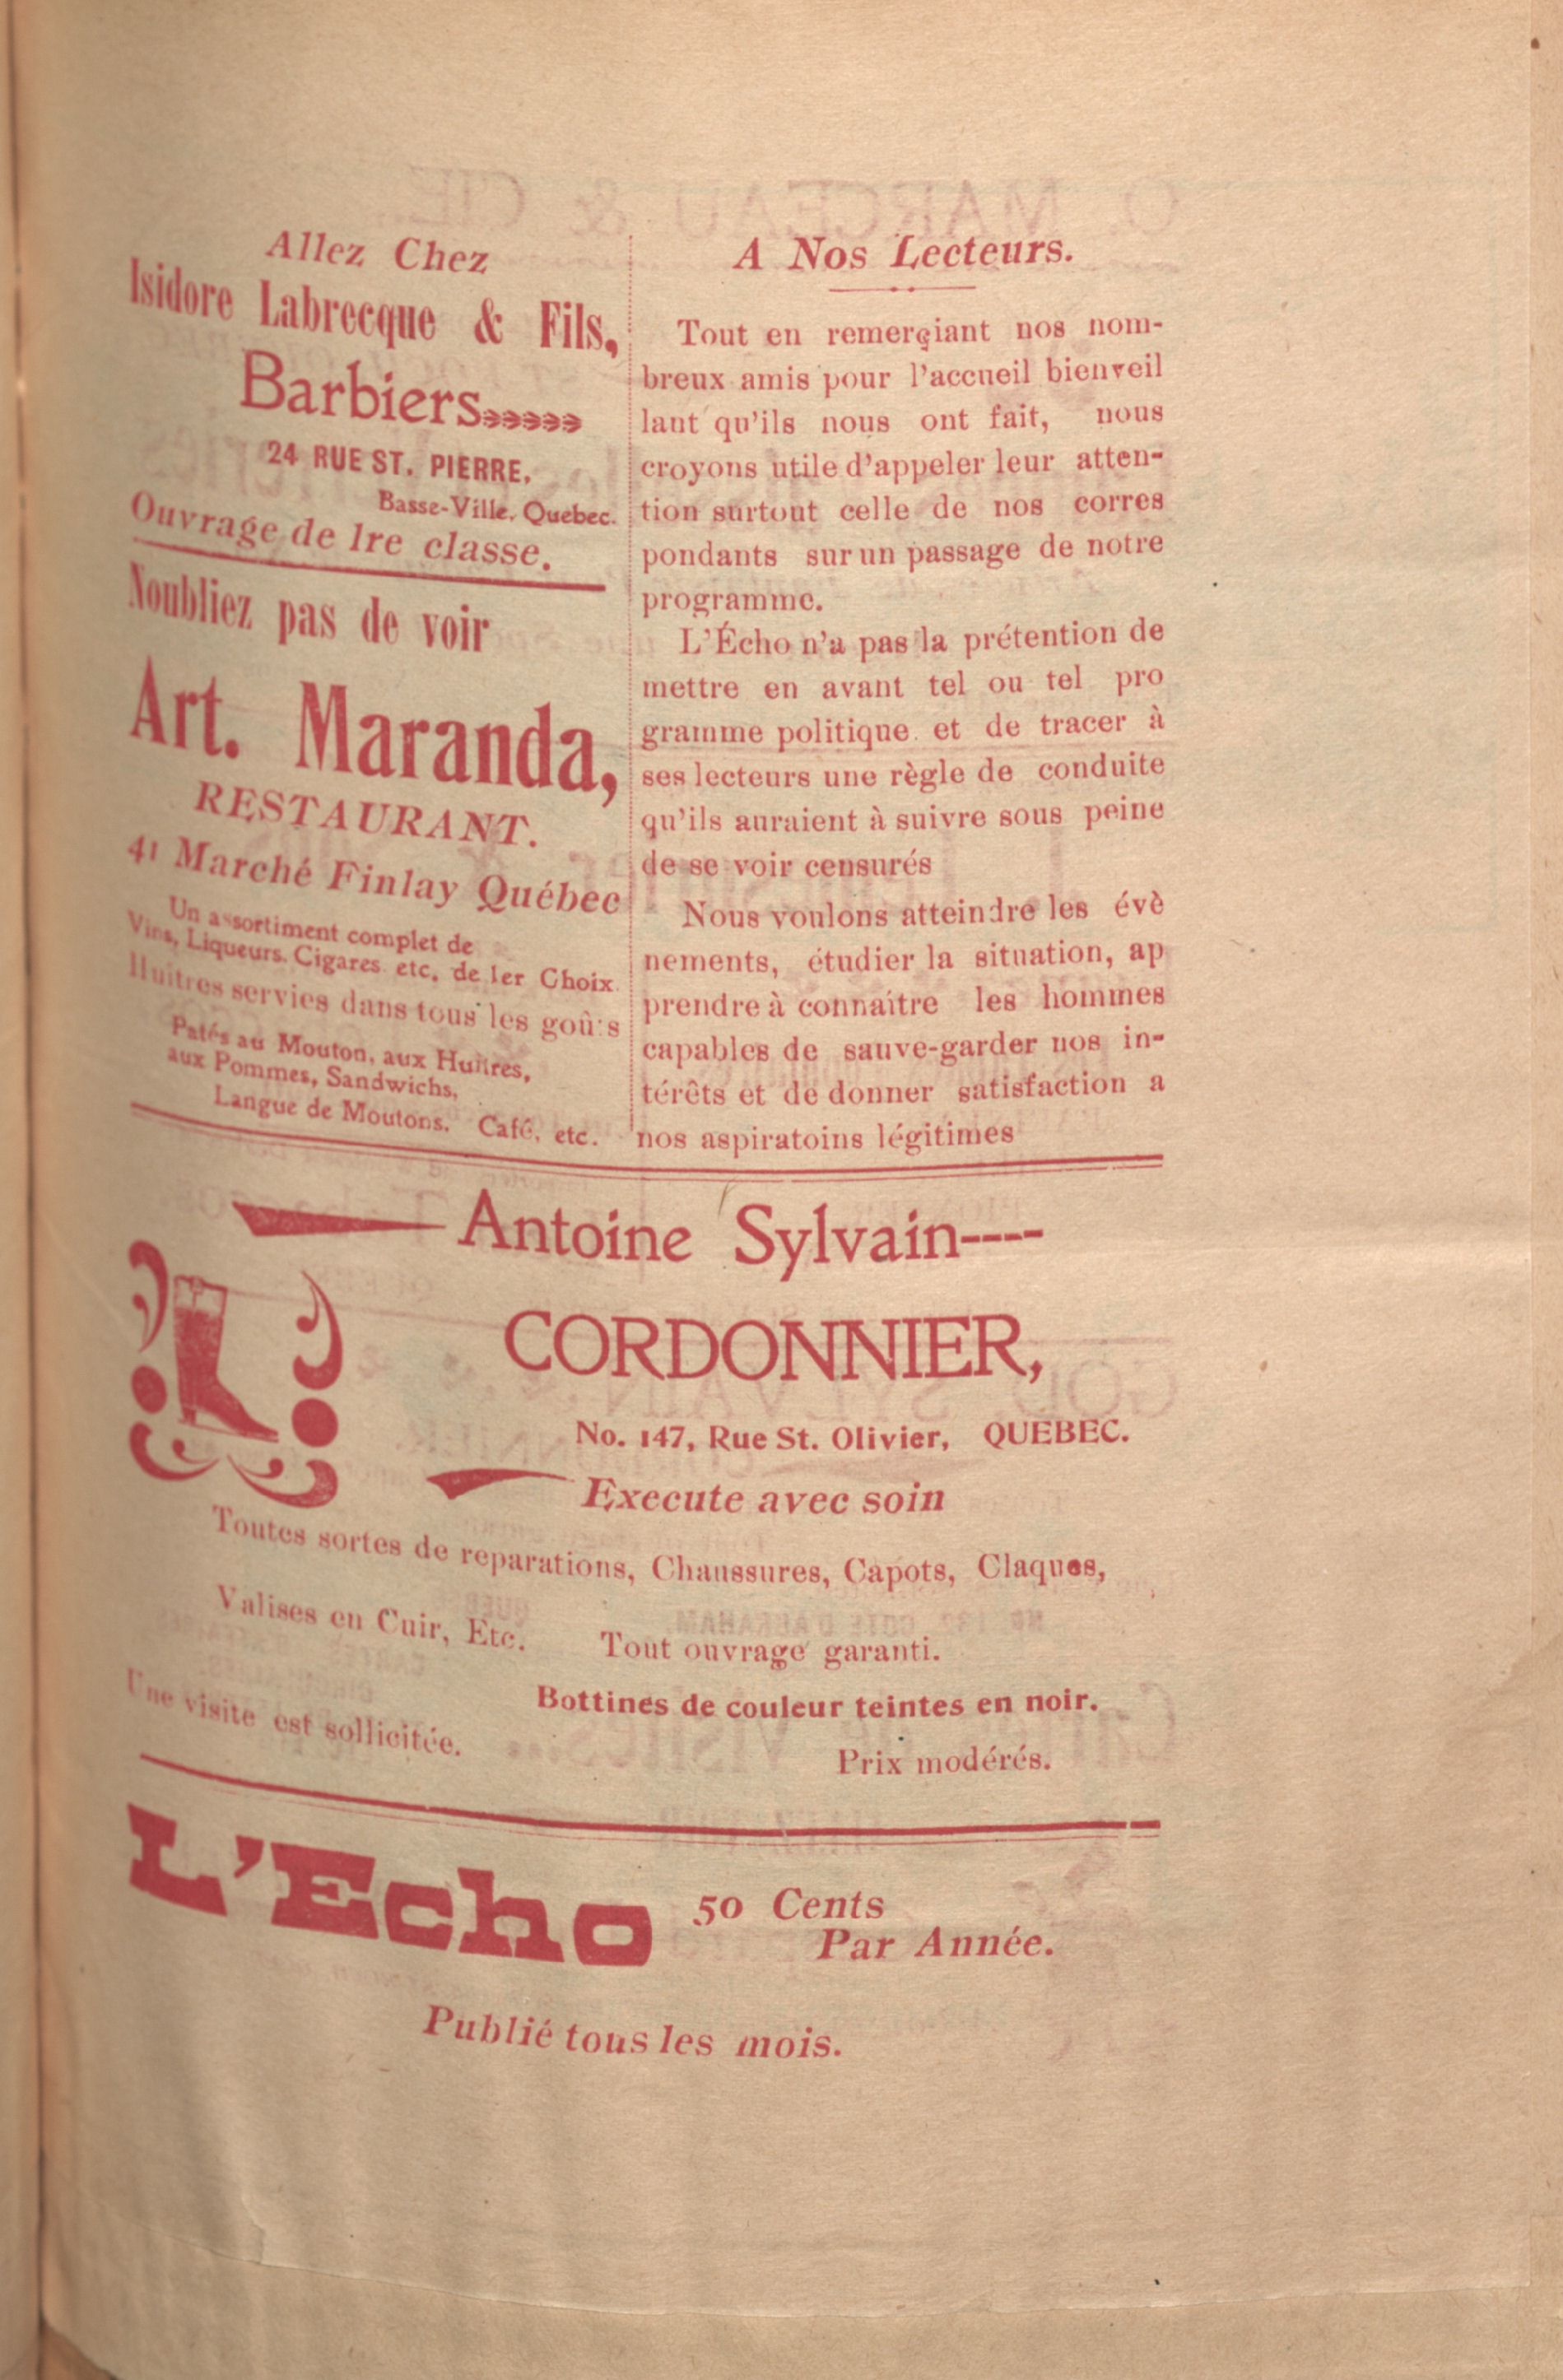 Allez Chez
Isidore Labrecque & Fils,
Barbiers
24 RUE ST. PIERRE,
Basse-Ville, Quebec.
Ouvrage de 1re classe.
Noubliez pas de voir
Art. Maranda,
RESTAURANT.
41 Marché Finlay Québec
Un assortiment complet de
Vins, Liqueurs. Cigares etc, de 1er Choix
Huitres servies dans tous les goûts
Patés au Mouton, aux Huitres,
aux Pommes, Sandwichs,
Langue de Moutons. Café, etc.
A Nos Lecteurs.
Tout en remerçiant nos nom-
breux amis pour l'accueil bienveil
lant qu'ils nous ont fait, nous
croyons utile d'appeler leur atten-
tion surtout celle de nos corres
pondants sur un passage de notre
programme.
L'Écho n'a pas la prétention de
mettre en avant tel ou tel pro
gramme politique et de tracer à
ses lecteurs une règle de conduite
qu'ils auraient à suivre sous peine
de se voir censurés
Nous voulons atteindre les évè
nements, étudier la situation, ap
prendre à connaître les hommes
capables de sauve-garder nos in-
térêts et de donner satisfaction a
nos aspiratoins légitimes
Antoine Sylvain----
CORDONNIER,
No. 147, Rue St. Olivier, QUEBEC.
Execute avec soin
Toutes sortes de reparations, Chaussures, Capots, Claques,
Valises en Cuir, Etc. Tout ouvrage garanti.
Bottines de couleur teintes en noir.
Une visite est sollicitée.
Prix modérés.
L'Echo 50 Cents
Par Année.
Publié tous les mois.